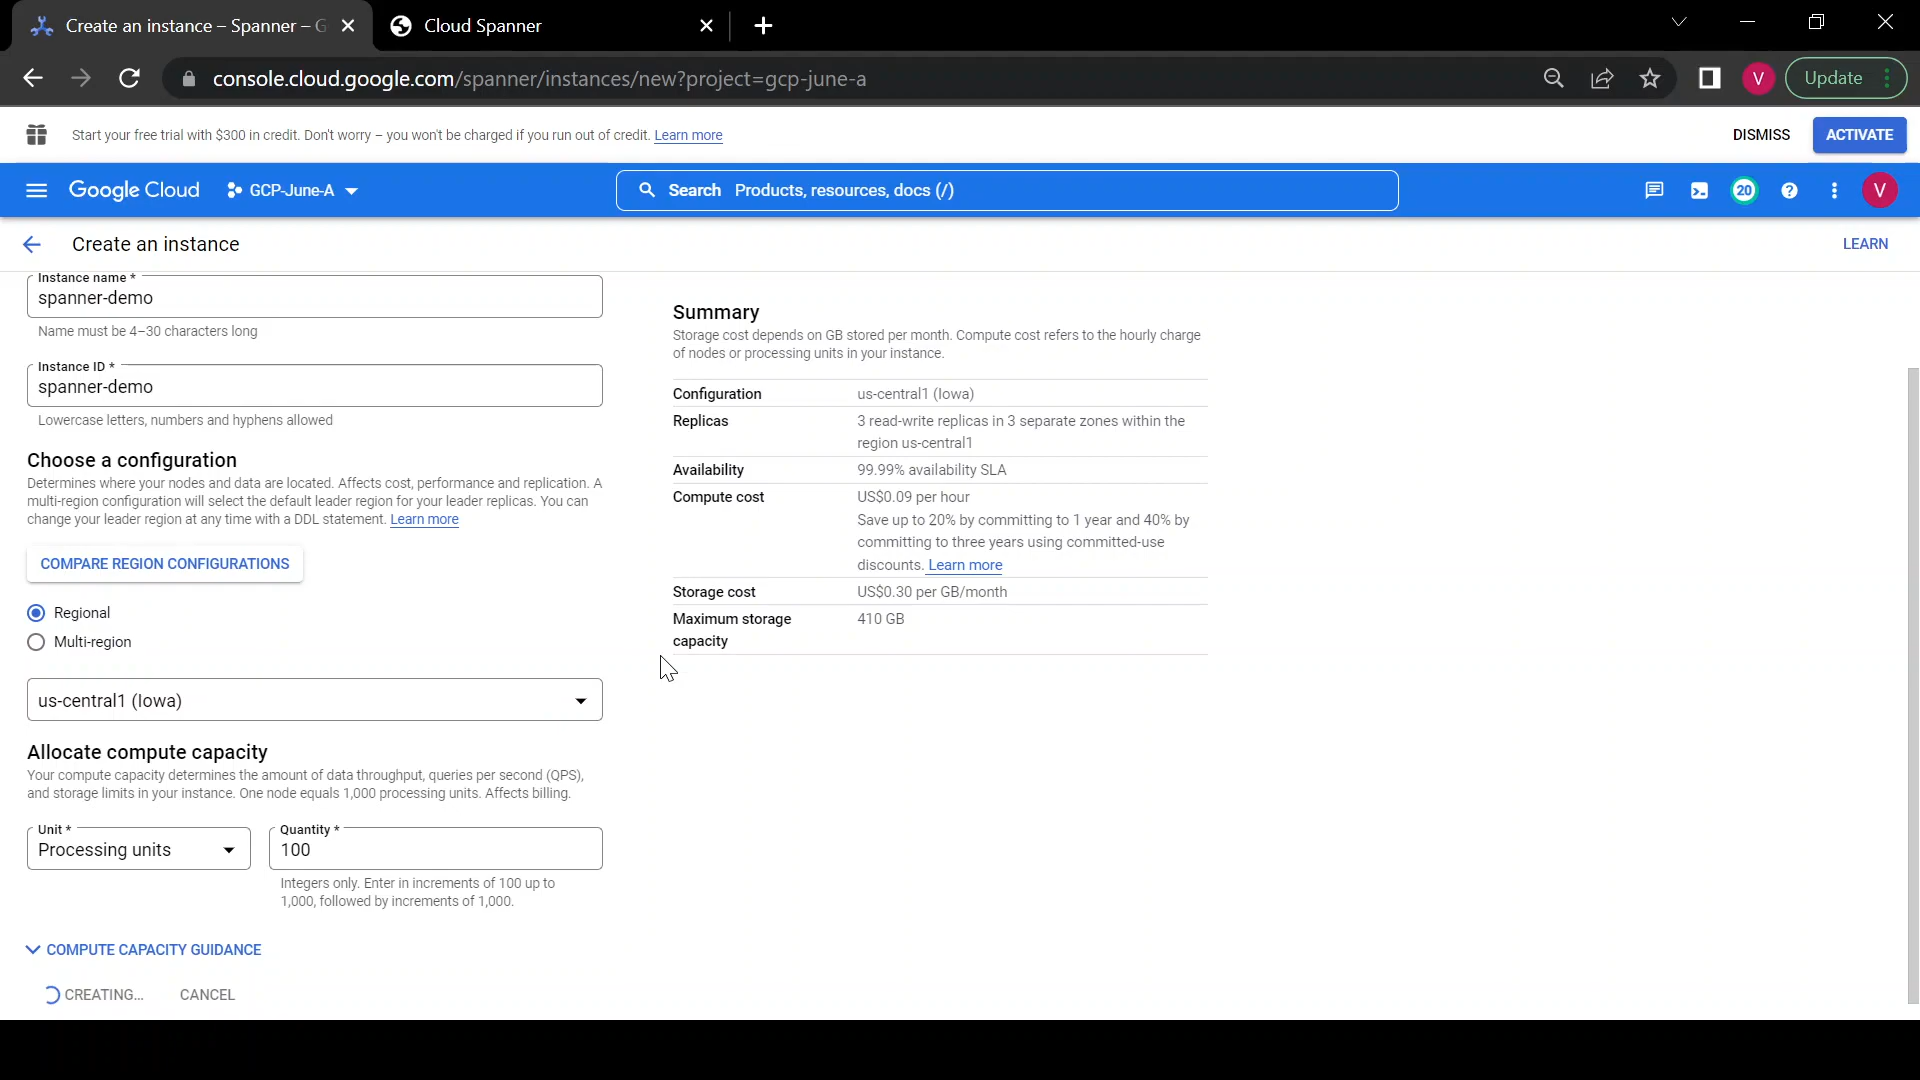 Create an instance – Spanner – G
Cloud Spanner
console.cloud.google.com/spanner/instances/new?project=gcp-june-a
V
Update
Start your free trial with $300 in credit. Don't worry – you won't be charged if you run out of credit. Learn more
DISMISS
ACTIVATE
Google Cloud
GCP-June-A
Search Products, resources, docs (/)
20
V
Create an instance
LEARN
Instance name *
spanner-demo
Name must be 4–30 characters long
Instance ID *
spanner-demo
Lowercase letters, numbers and hyphens allowed
Choose a configuration
Determines where your nodes and data are located. Affects cost, performance and replication. A
multi-region configuration will select the default leader region for your leader replicas. You can
change your leader region at any time with a DDL statement. Learn more
COMPARE REGION CONFIGURATIONS
Regional
Multi-region
us-central1 (Iowa)
Allocate compute capacity
Your compute capacity determines the amount of data throughput, queries per second (QPS),
and storage limits in your instance. One node equals 1,000 processing units. Affects billing.
Unit *
Processing units
Quantity *
100
Integers only. Enter in increments of 100 up to
1,000, followed by increments of 1,000.
COMPUTE CAPACITY GUIDANCE
CREATING...
CANCEL
Summary
Storage cost depends on GB stored per month. Compute cost refers to the hourly charge
of nodes or processing units in your instance.
Configuration
us-central1 (Iowa)
Replicas
3 read-write replicas in 3 separate zones within the
region us-central1
Availability
99.99% availability SLA
Compute cost
US$0.09 per hour
Save up to 20% by committing to 1 year and 40% by
committing to three years using committed-use
discounts. Learn more
Storage cost
US$0.30 per GB/month
Maximum storage
capacity
410 GB